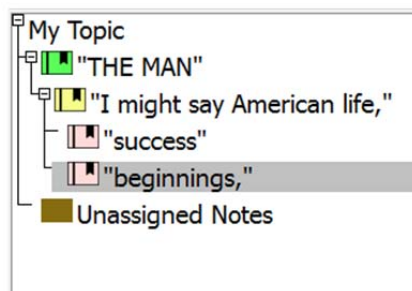 My Topic
"THE MAN"
"I might say American life,"
"success"
"beginnings,"
Unassigned Notes